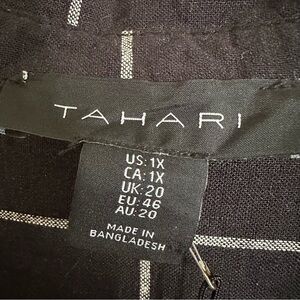 TAHARI
US: 1X
CA: 1X
UK: 20
EU: 46
AU: 20
MADE IN
BANGLADESH